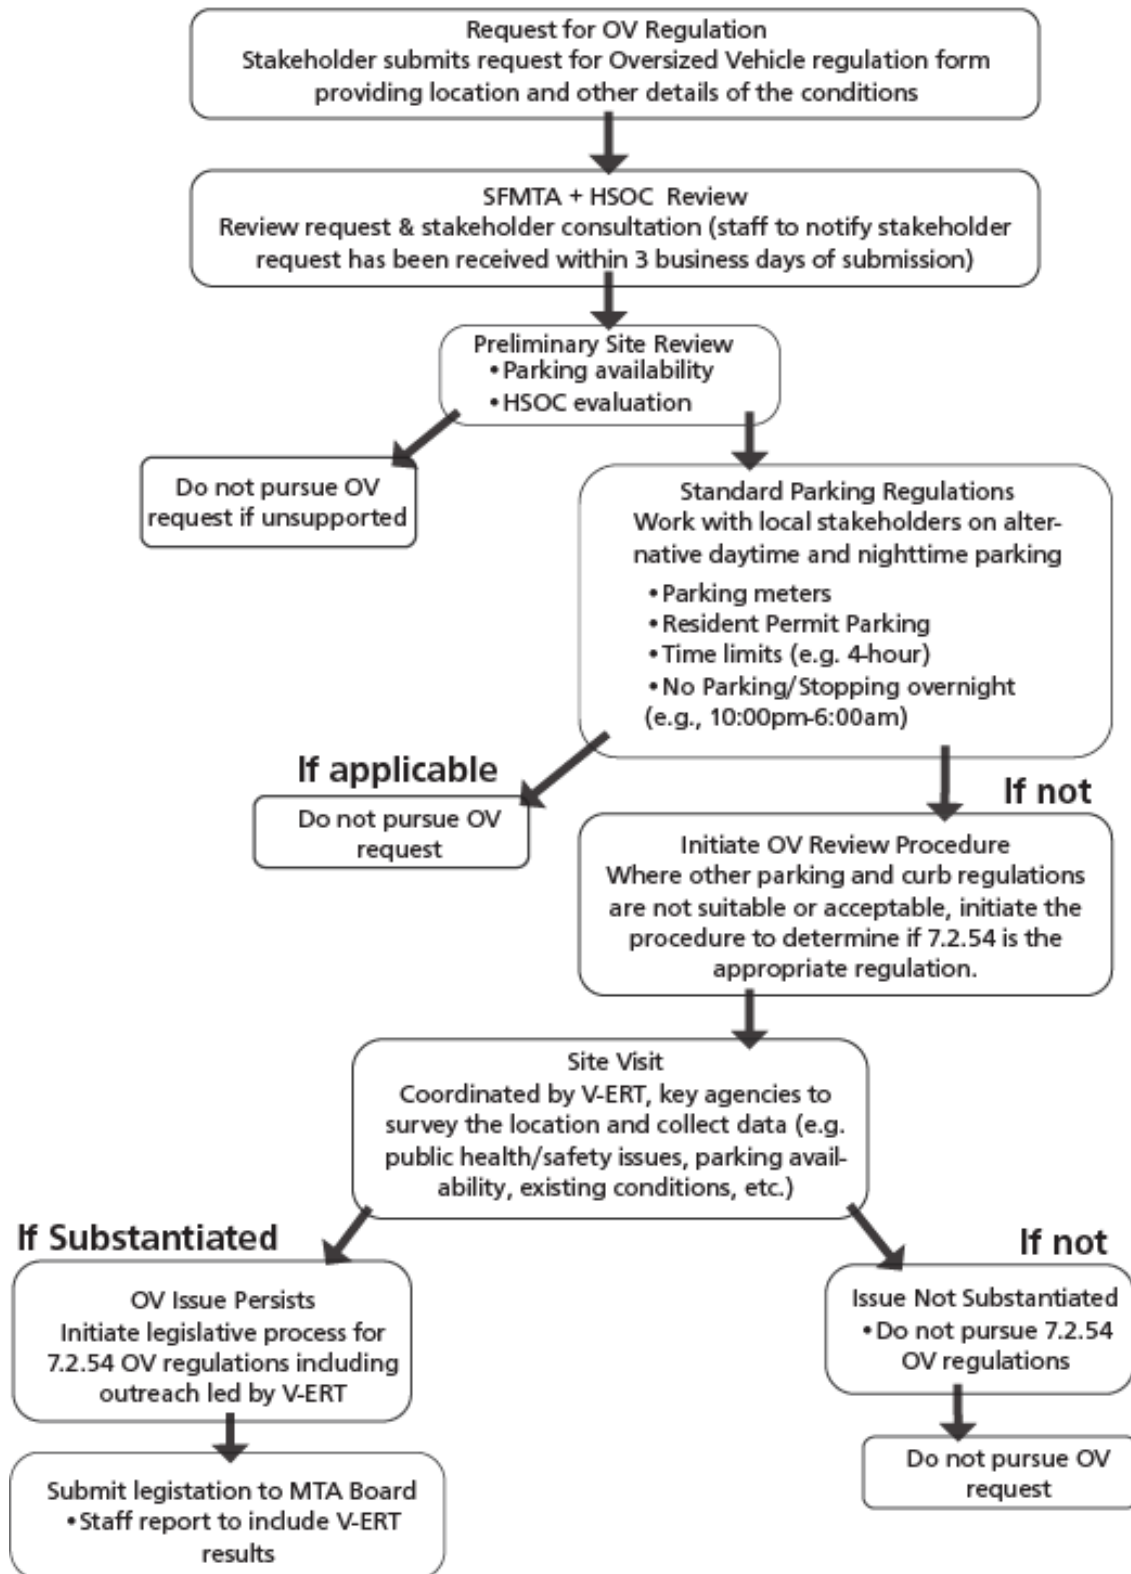 Request for OV Regulation
Stakeholder submits request for Oversized Vehicle regulation form
providing location and other details of the conditions
SFMTA + HSOC Review
Review request & stakeholder consultation (staff to notify stakeholder
request has been received within 3 business days of submission)
Preliminary Site Review
• Parking availability
• HSOC evaluation
Do not pursue OV
request if unsupported
Standard Parking Regulations
Work with local stakeholders on alter-
native daytime and nighttime parking
• Parking meters
• Resident Permit Parking
• Time limits (e.g. 4-hour)
• No Parking/Stopping overnight
(e.g., 10:00pm-6:00am)
If applicable
Do not pursue OV
request
If not
Initiate OV Review Procedure
Where other parking and curb regulations
are not suitable or acceptable, initiate the
procedure to determine if 7.2.54 is the
appropriate regulation.
Site Visit
Coordinated by V-ERT, key agencies to
survey the location and collect data (e.g.
public health/safety issues, parking avail-
ability, existing conditions, etc.)
If Substantiated
OV Issue Persists
Initiate legislative process for
7.2.54 OV regulations including
outreach led by V-ERT
Submit legistation to MTA Board
• Staff report to include V-ERT
results
If not
Issue Not Substantiated
• Do not pursue 7.2.54
OV regulations
Do not pursue OV
request